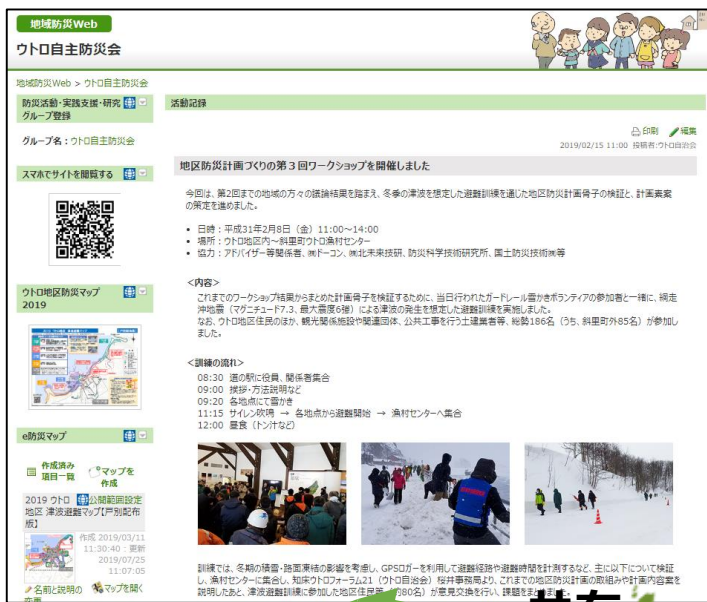 地域防災Web
ウトロ自主防災会
地域防災Web > ウトロ自主防災会
防災活動・実践支援・研究
グループ登録
グループ名：ウトロ自主防災会
スマホでサイトを閲覧する
ウトロ地区防災マップ
2019
e防災マップ
作成済み
項目一覧
マップを
作成
2019 ウトロ 公開範囲設定
地区 津波避難マップ【戸別配布
版】
作成 2019/03/11
11:30:40：更新
2019/07/25
11:07:05
名前と説明の
マップを開く
活動記録
印刷 編集
2019/02/15 11:00 投稿者:ウトロ自治会
地区防災計画づくりの第３回ワークショップを開催しました
今回は、第2回までの地域の方々の議論結果を踏まえ、冬季の津波を想定した避難訓練を通じた地区防災計画骨子の検証と、計画素案
の策定を進めました。
▪ 日時：平成31年2月8日（金）11:00～14:00
▪ 場所：ウトロ地区内～斜里町ウトロ漁村センター
▪ 協力：アドバイザー等関係者、㈱ドーコン、㈱北未来技研、防災科学技術研究所、国土防災技術㈱等
＜内容＞
これまでのワークショップ結果からまとめた計画骨子を検証するために、当日行われたガードレール雪かきボランティアの参加者と一緒に、網走
沖地震（マグニチュード7.3、最大震度6強）による津波の発生を想定した避難訓練を実施しました。
なお、ウトロ地区住民のほか、観光関係施設や関連団体、公共工事を行う土建業者等、総勢186名（うち、斜里町外85名）が参加し
ました。
＜訓練の流れ＞
08:30 道の駅に役員、関係者集合
09:00 挨拶・方法説明など
09:20 各地点にて雪かき
11:15 サイレン吹鳴 → 各地点から避難開始 → 漁村センターへ集合
12:00 昼食（トン汁など）
訓練では、冬期の積雪・路面凍結の影響を考慮し、GPSロガーを利用して避難経路や避難時間を計測するなど、主に以下について検証
し、漁村センターに集合し、知床ウトロフォーラム21（ウトロ自治会）桜井事務局より、これまでの地区防災計画の取組みや計画内容案を
説明したあと、津波避難訓練に参加した地区住民等（約80名）が意見交換を行い、課題をまとめました。